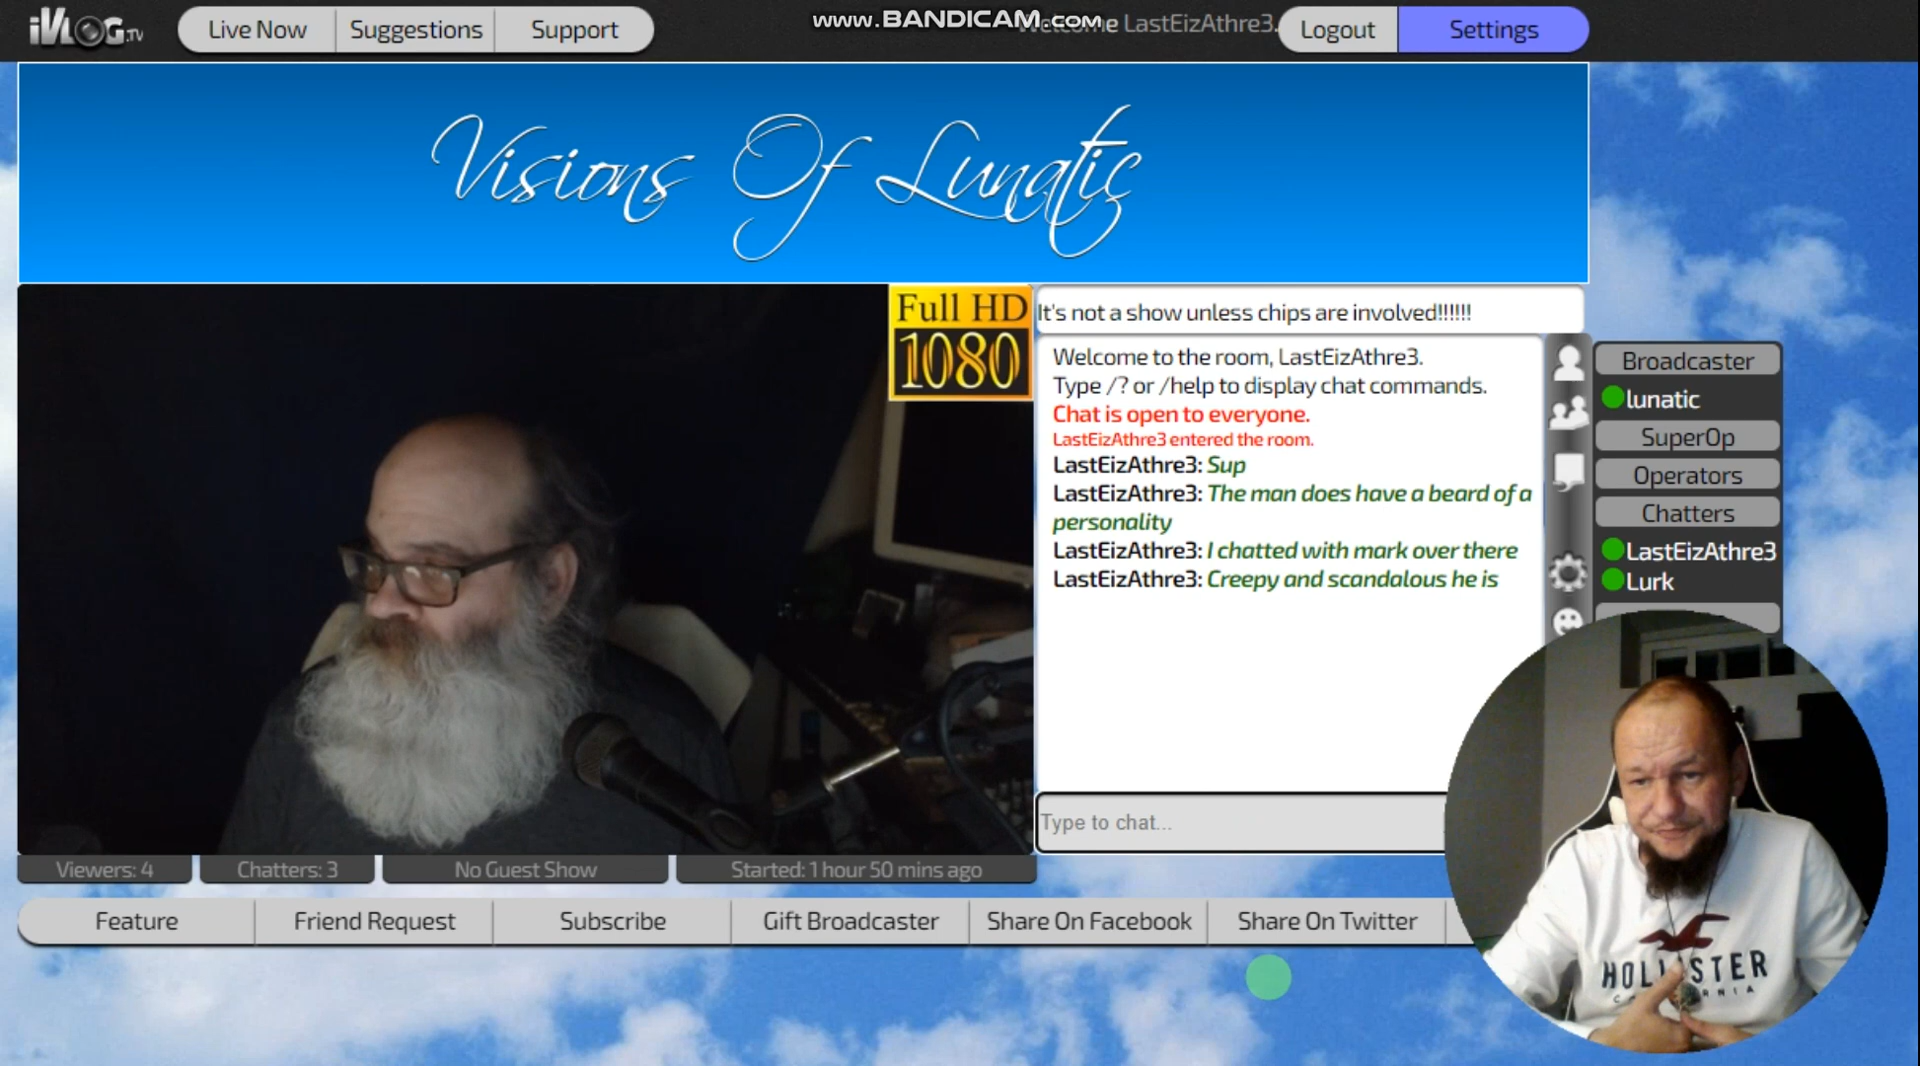 iVLOG.TV
Live Now
Suggestions
Support
www.BANDICAM.com
Welcome LastEizAthre3.
Logout
Settings
Visions Of Lunatic
Full HD
1080
It's not a show unless chips are involved!!!!!!
Welcome to the room, LastEizAthre3.
Type /? or /help to display chat commands.
Chat is open to everyone.
LastEizAthre3 entered the room.
LastEizAthre3: Sup
LastEizAthre3: The man does have a beard of a
personality
LastEizAthre3: I chatted with mark over there
LastEizAthre3: Creepy and scandalous he is
Type to chat...
Broadcaster
lunatic
SuperOp
Operators
Chatters
LastEizAthre3
Lurk
Viewers: 4
Chatters: 3
No Guest Show
Started: 1 hour 50 mins ago
Feature
Friend Request
Subscribe
Gift Broadcaster
Share On Facebook
Share On Twitter
HOLLISTER